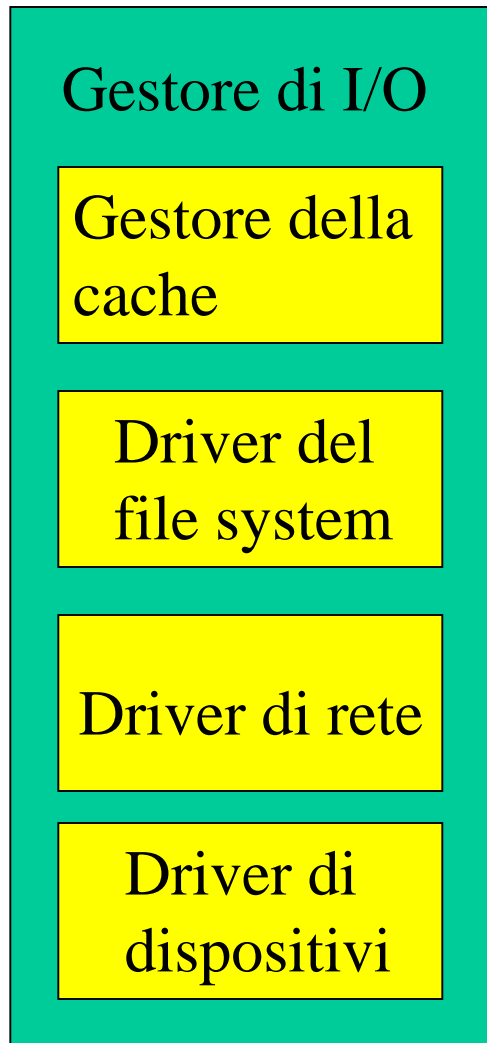 Gestore di I/O
Gestore della
cache
Driver del
file system
Driver di rete
Driver di
dispositivi